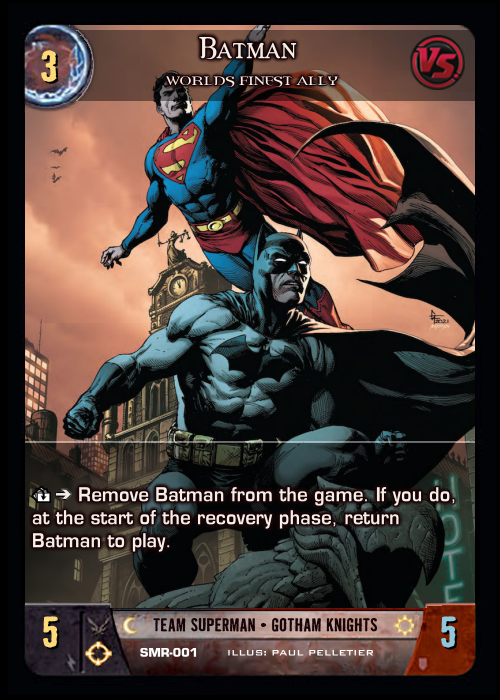 3
BATMAN
WORLDS FINEST ALLY
VS
➔ Remove Batman from the game. If you do,
at the start of the recovery phase, return
Batman to play.
HOTE
5
TEAM SUPERMAN • GOTHAM KNIGHTS
5
SMR-001
ILLUS: PAUL PELLETIER